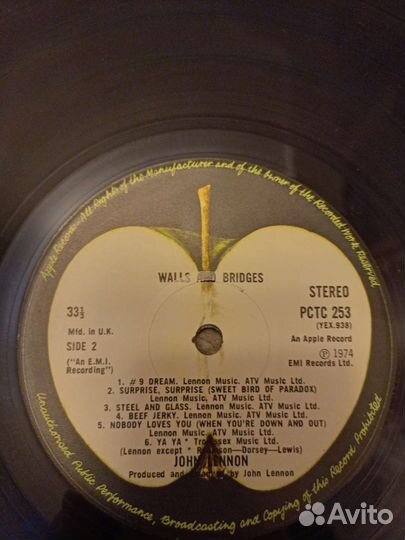 Apple Records · All Rights of the Manufacturer and of the Owner of the Recorded Work Reserved
WALLS AND BRIDGES
33⅓
STEREO
PCTC 253
(YEX.938)
Mfd. in U.K.
An Apple Record
SIDE 2
Ⓟ 1974
("An E.M.I. Recording")
EMI Records Ltd.
1. #9 DREAM. Lennon Music. ATV Music Ltd.
2. SURPRISE, SURPRISE (SWEET BIRD OF PARADOX)
Lennon Music. ATV Music Ltd.
3. STEEL AND GLASS. Lennon Music. ATV Music Ltd.
4. BEEF JERKY. Lennon Music. ATV Music Ltd.
5. NOBODY LOVES YOU (WHEN YOU'RE DOWN AND OUT)
Lennon Music. ATV Music Ltd.
6. YA YA * Music Ltd.
(Lennon except * Dorsey—Lewis)
JOHN LENNON
Produced and by John Lennon
Unauthorised Public Performance, Broadcasting and Copying of this Record Prohibited
Avito